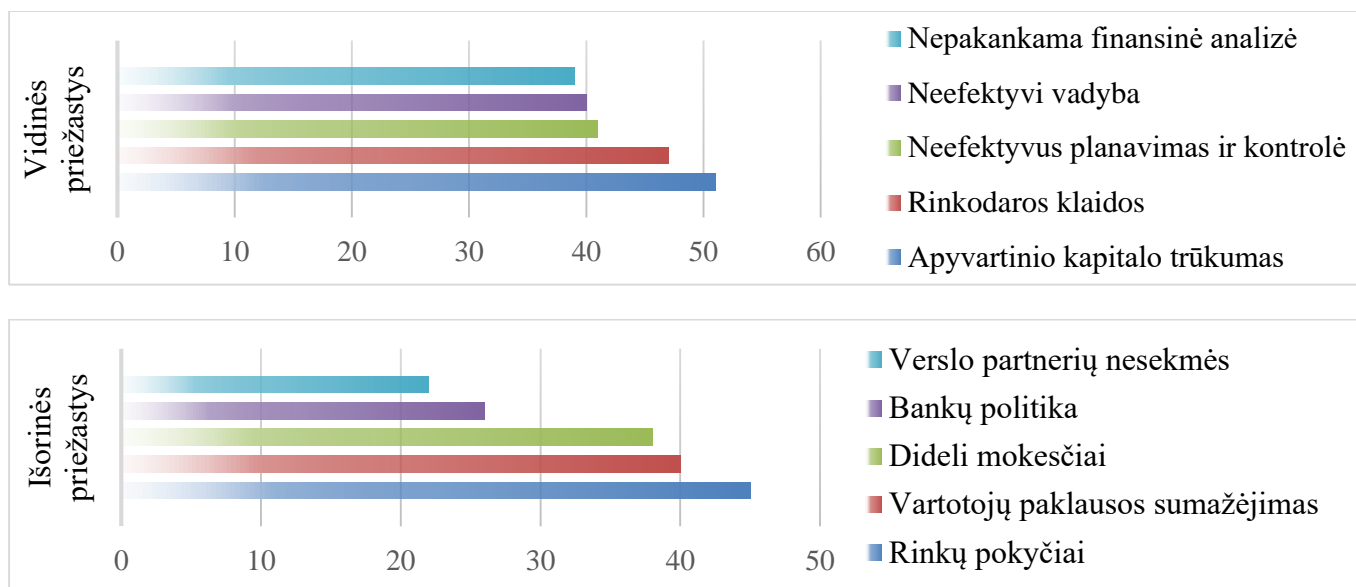 Vidinės
priežastys
0 10 20 30 40 50 60
Nepakankama finansinė analizė
Neefektyvi vadyba
Neefektyvus planavimas ir kontrolė
Rinkodaros klaidos
Apyvartinio kapitalo trūkumas
Išorinės
priežastys
0 10 20 30 40 50
Verslo partnerių nesekmės
Bankų politika
Dideli mokesčiai
Vartotojų paklausos sumažėjimas
Rinkų pokyčiai